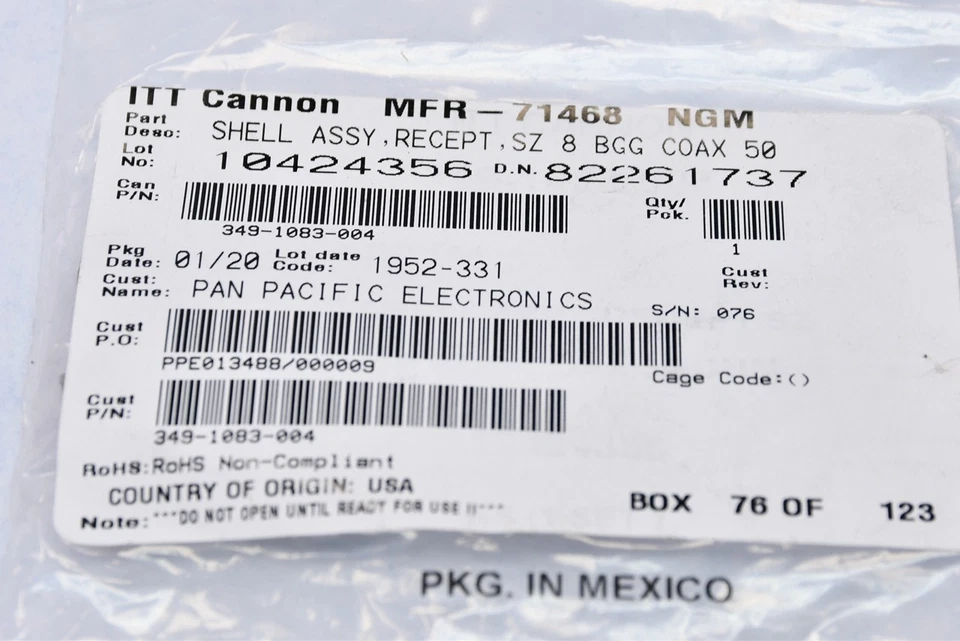 ITT Cannon MFR-71468 NGM
Part
Desc: SHELL ASSY,RECEPT,SZ 8 BGG COAX 50
Lot
No: 10424356 D.N. 82261737
Can
P/N:
349-1083-004
Qty/
Pck.
1
Pkg
Date: 01/20 Lot date
Code: 1952-331
Cust
Rev:
Cust:
Name: PAN PACIFIC ELECTRONICS
S/N: 076
Cust
P.O:
PPE013488/000009
Cage Code:()
Cust
P/N:
349-1083-004
RoHS:RoHS Non-Compliant
COUNTRY OF ORIGIN: USA
BOX 76 OF 123
Note: ***DO NOT OPEN UNTIL READY FOR USE !!***
PKG. IN MEXICO